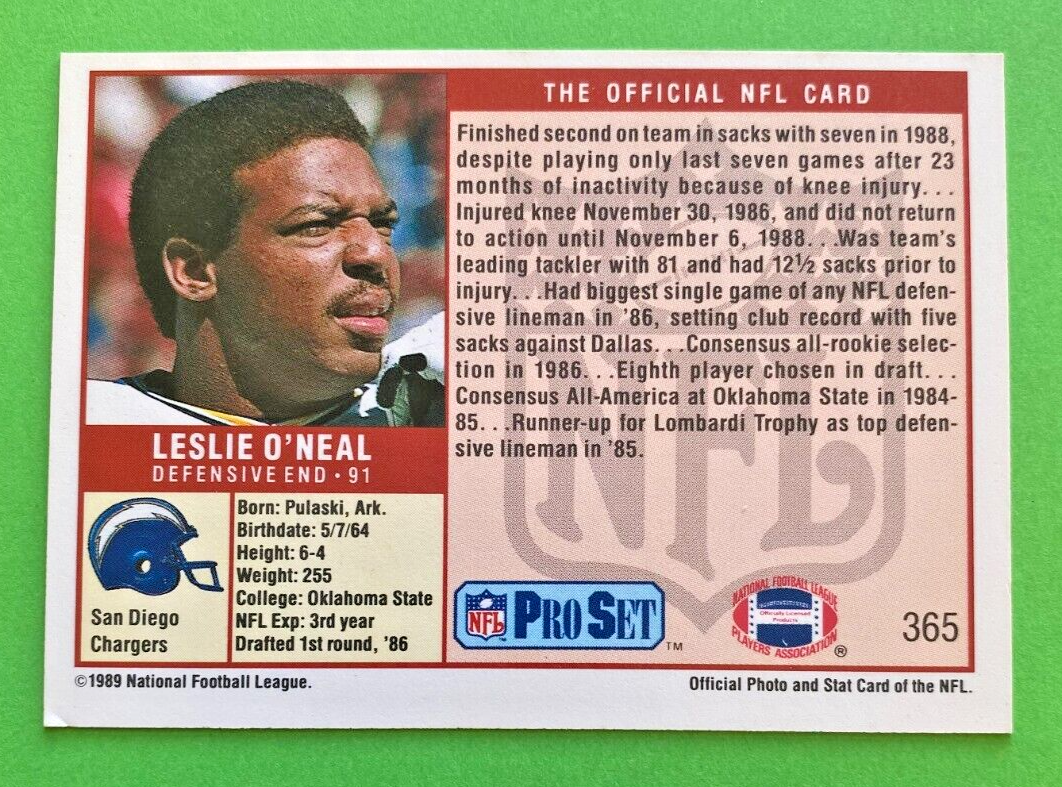 THE OFFICIAL NFL CARD
Finished second on team in sacks with seven in 1988,
despite playing only last seven games after 23
months of inactivity because of knee injury. . .
Injured knee November 30, 1986, and did not return
to action until November 6, 1988. . .Was team's
leading tackler with 81 and had 12½ sacks prior to
injury. . .Had biggest single game of any NFL defen-
sive lineman in '86, setting club record with five
sacks against Dallas. . .Consensus all-rookie selec-
tion in 1986. . .Eighth player chosen in draft. . .
Consensus All-America at Oklahoma State in 1984-
85. . .Runner-up for Lombardi Trophy as top defen-
sive lineman in '85.
NFL
LESLIE O'NEAL
DEFENSIVE END • 91
San Diego
Chargers
Born: Pulaski, Ark.
Birthdate: 5/7/64
Height: 6-4
Weight: 255
College: Oklahoma State
NFL Exp: 3rd year
Drafted 1st round, '86
NFL PRO SET TM
NATIONAL FOOTBALL LEAGUE
Officially Licensed
Products
PLAYERS ASSOCIATION ®
365
©1989 National Football League.
Official Photo and Stat Card of the NFL.